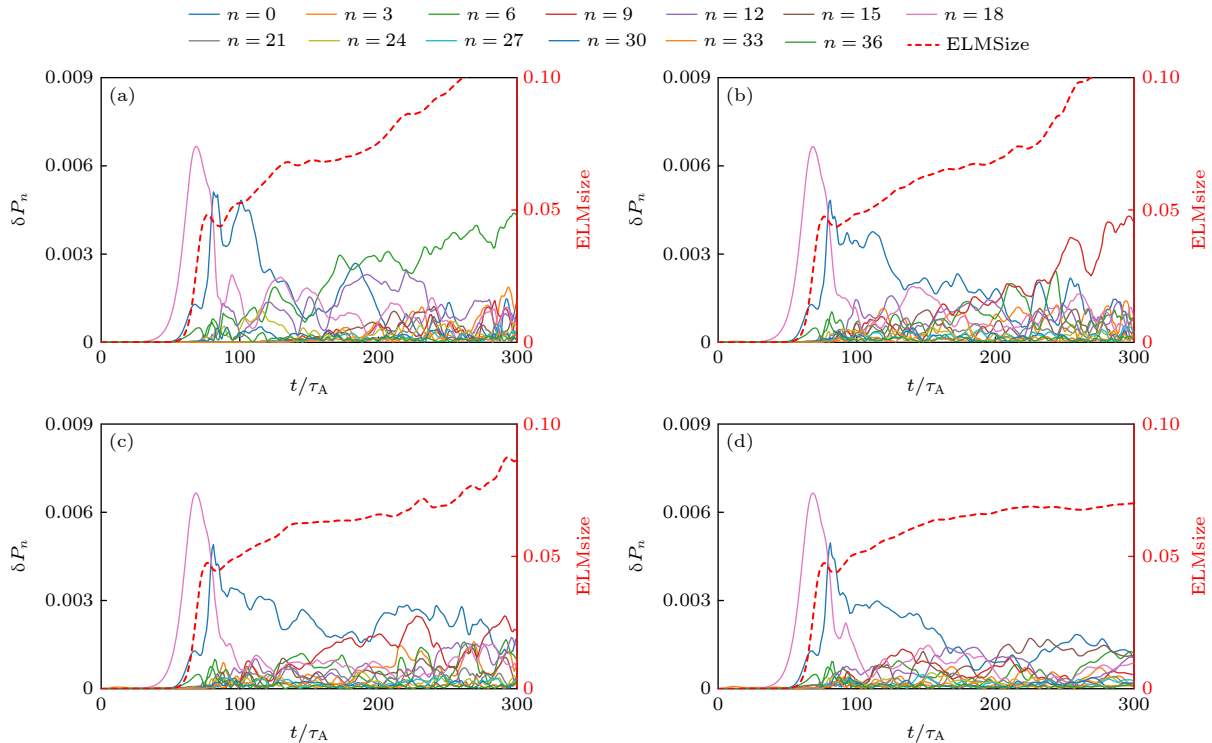 n = 0 n = 3 n = 6 n = 9 n = 12 n = 15 n = 18
n = 21 n = 24 n = 27 n = 30 n = 33 n = 36 ELMSize
0.009 (a) 0.10 0.009 (b) 0.10
0.006 0.006
δPn 0.05 ELMsize δPn 0.05 ELMsize
0.003 0.003
0 0 0 0
0 100 200 300 0 100 200 300
t/τA t/τA
0.009 (c) 0.10 0.009 (d) 0.10
0.006 0.006
δPn 0.05 ELMsize δPn 0.05 ELMsize
0.003 0.003
0 0 0 0
0 100 200 300 0 100 200 300
t/τA t/τA